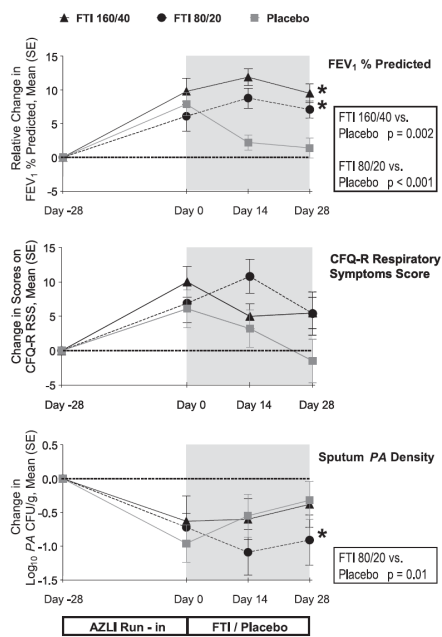 ▲ FTI 160/40 ● FTI 80/20 ■ Placebo
FEV₁ % Predicted
Relative Change in
FEV₁ % Predicted, Mean (SE)
15
10
5
0
-5
*
*
FTI 160/40 vs.
Placebo p = 0.002
FTI 80/20 vs.
Placebo p < 0.001
Day -28 Day 0 Day 14 Day 28
CFQ-R Respiratory
Symptoms Score
Change in Scores on
CFQ-R RSS, Mean (SE)
15
10
5
0
-5
Day -28 Day 0 Day 14 Day 28
Sputum PA Density
Change in
Log₁₀ PA CFU/g, Mean (SE)
0.5
0.0
-0.5
-1.0
-1.5
*
FTI 80/20 vs.
Placebo p = 0.01
Day -28 Day 0 Day 14 Day 28
AZLI Run - in FTI / Placebo